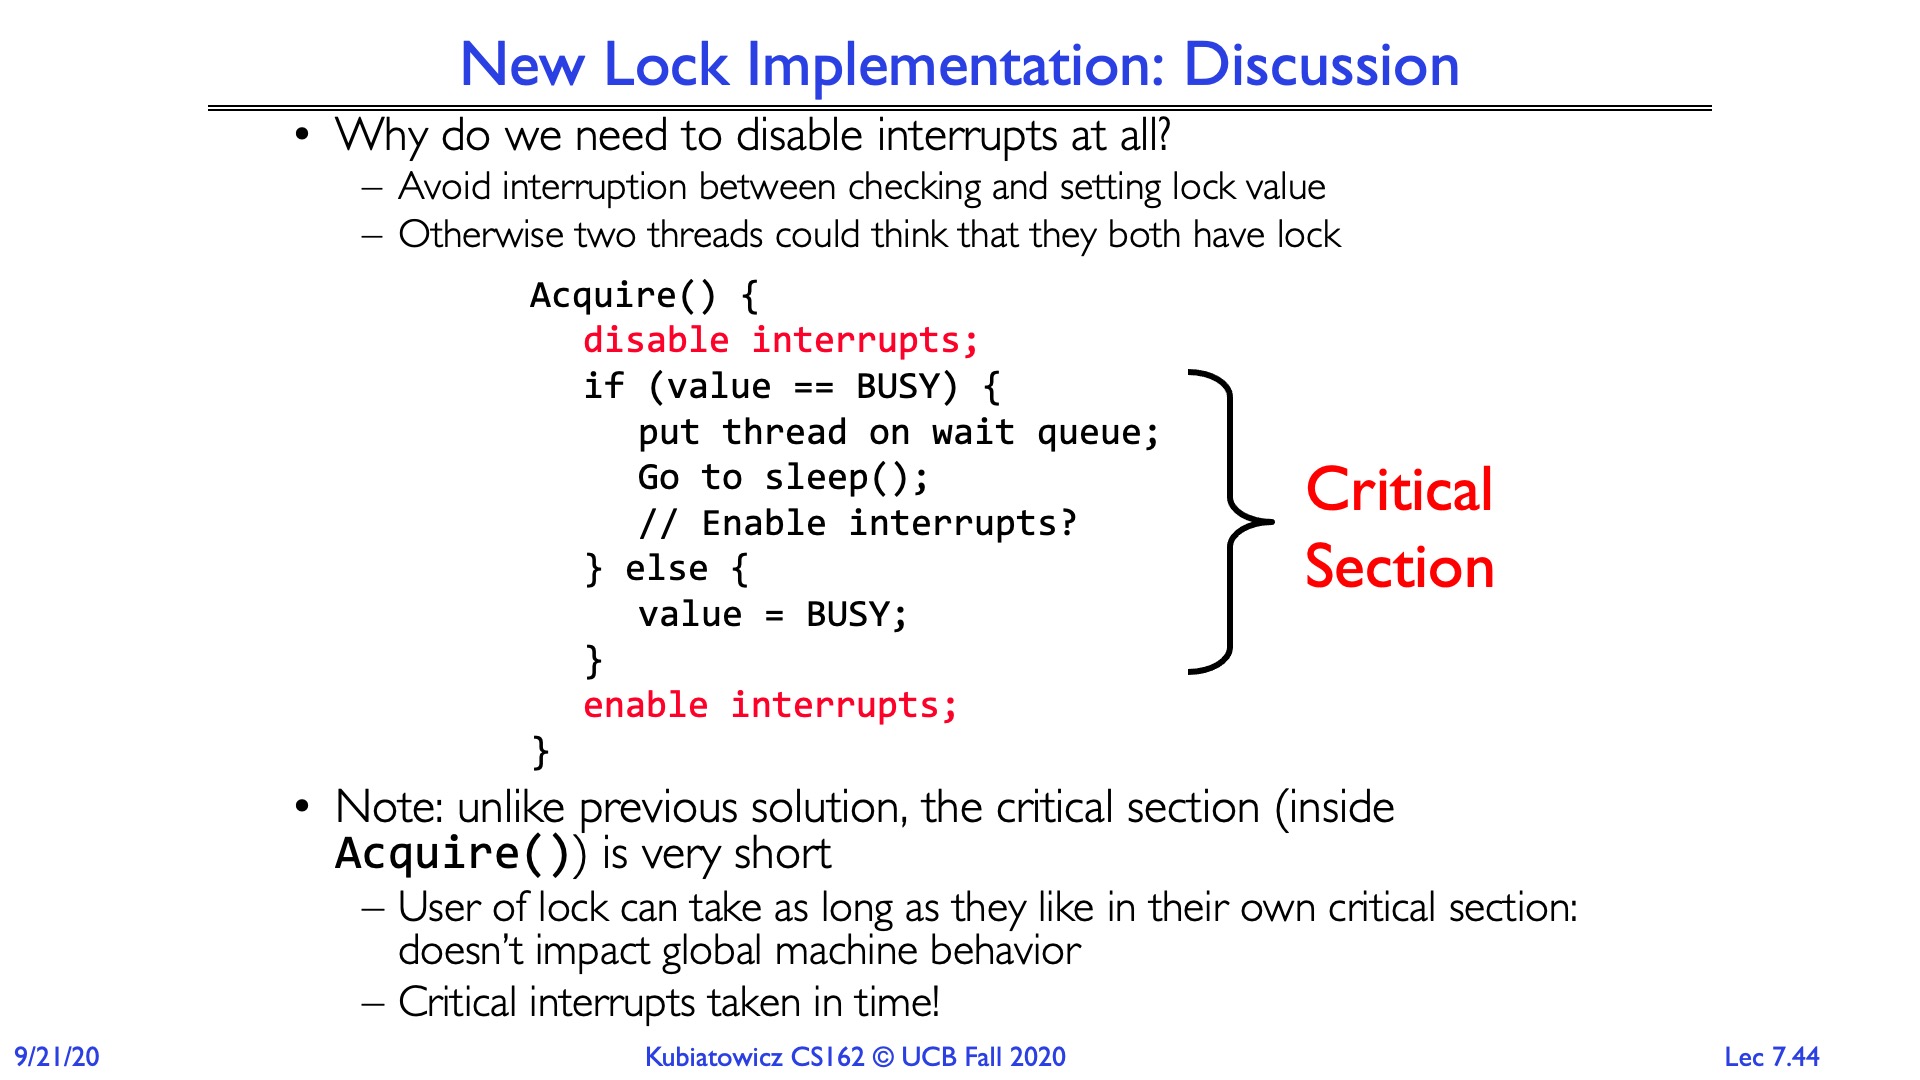 New Lock Implementation: Discussion
• Why do we need to disable interrupts at all?
– Avoid interruption between checking and setting lock value
– Otherwise two threads could think that they both have lock
Acquire() {
disable interrupts;
if (value == BUSY) {
put thread on wait queue;
Go to sleep();
// Enable interrupts?
} else {
value = BUSY;
}
enable interrupts;
}
Critical
Section
• Note: unlike previous solution, the critical section (inside
Acquire()) is very short
– User of lock can take as long as they like in their own critical section:
doesn’t impact global machine behavior
– Critical interrupts taken in time!
9/21/20
Kubiatowicz CS162 © UCB Fall 2020
Lec 7.44